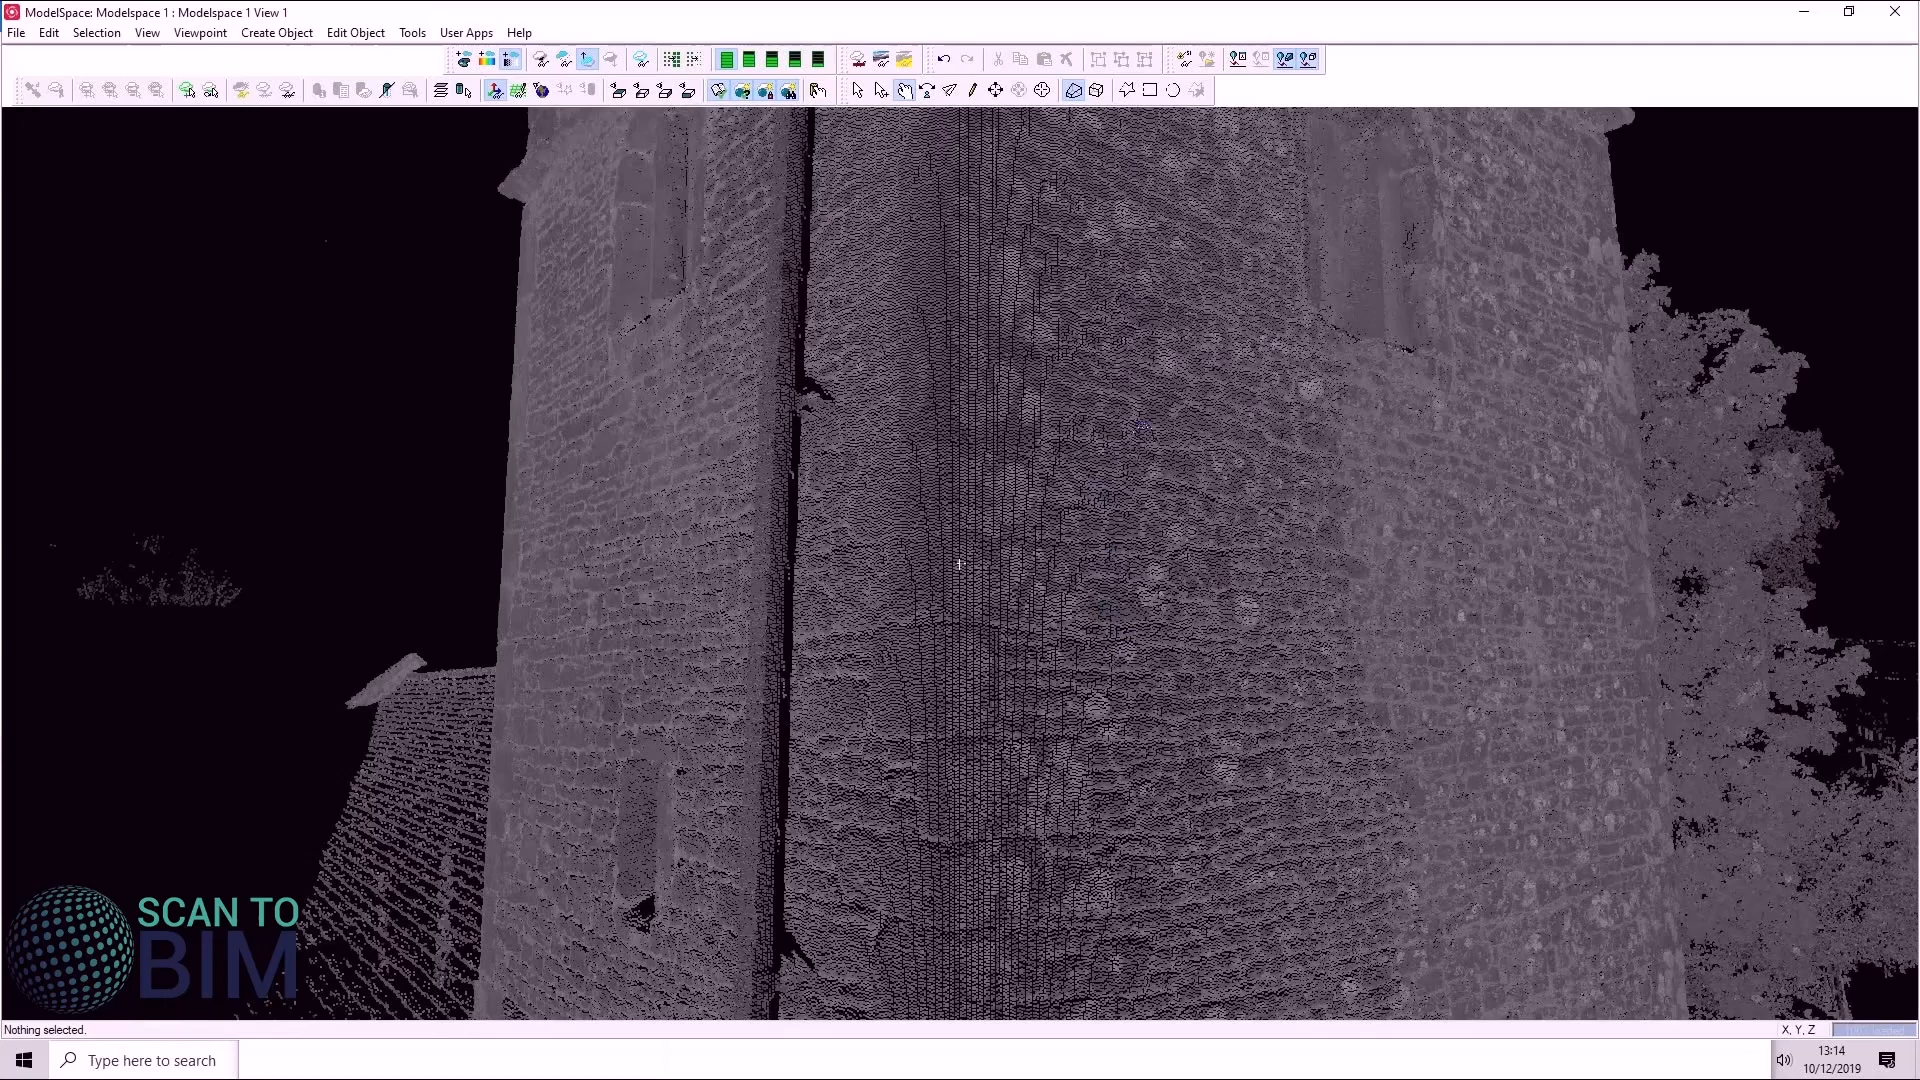 ModelSpace: Modelspace 1 : Modelspace 1 View 1
File Edit Selection View Viewpoint Create Object Edit Object Tools User Apps Help
SCAN TO
BIM
Nothing selected.
X, Y, Z
Type here to search
13:14
10/12/2019